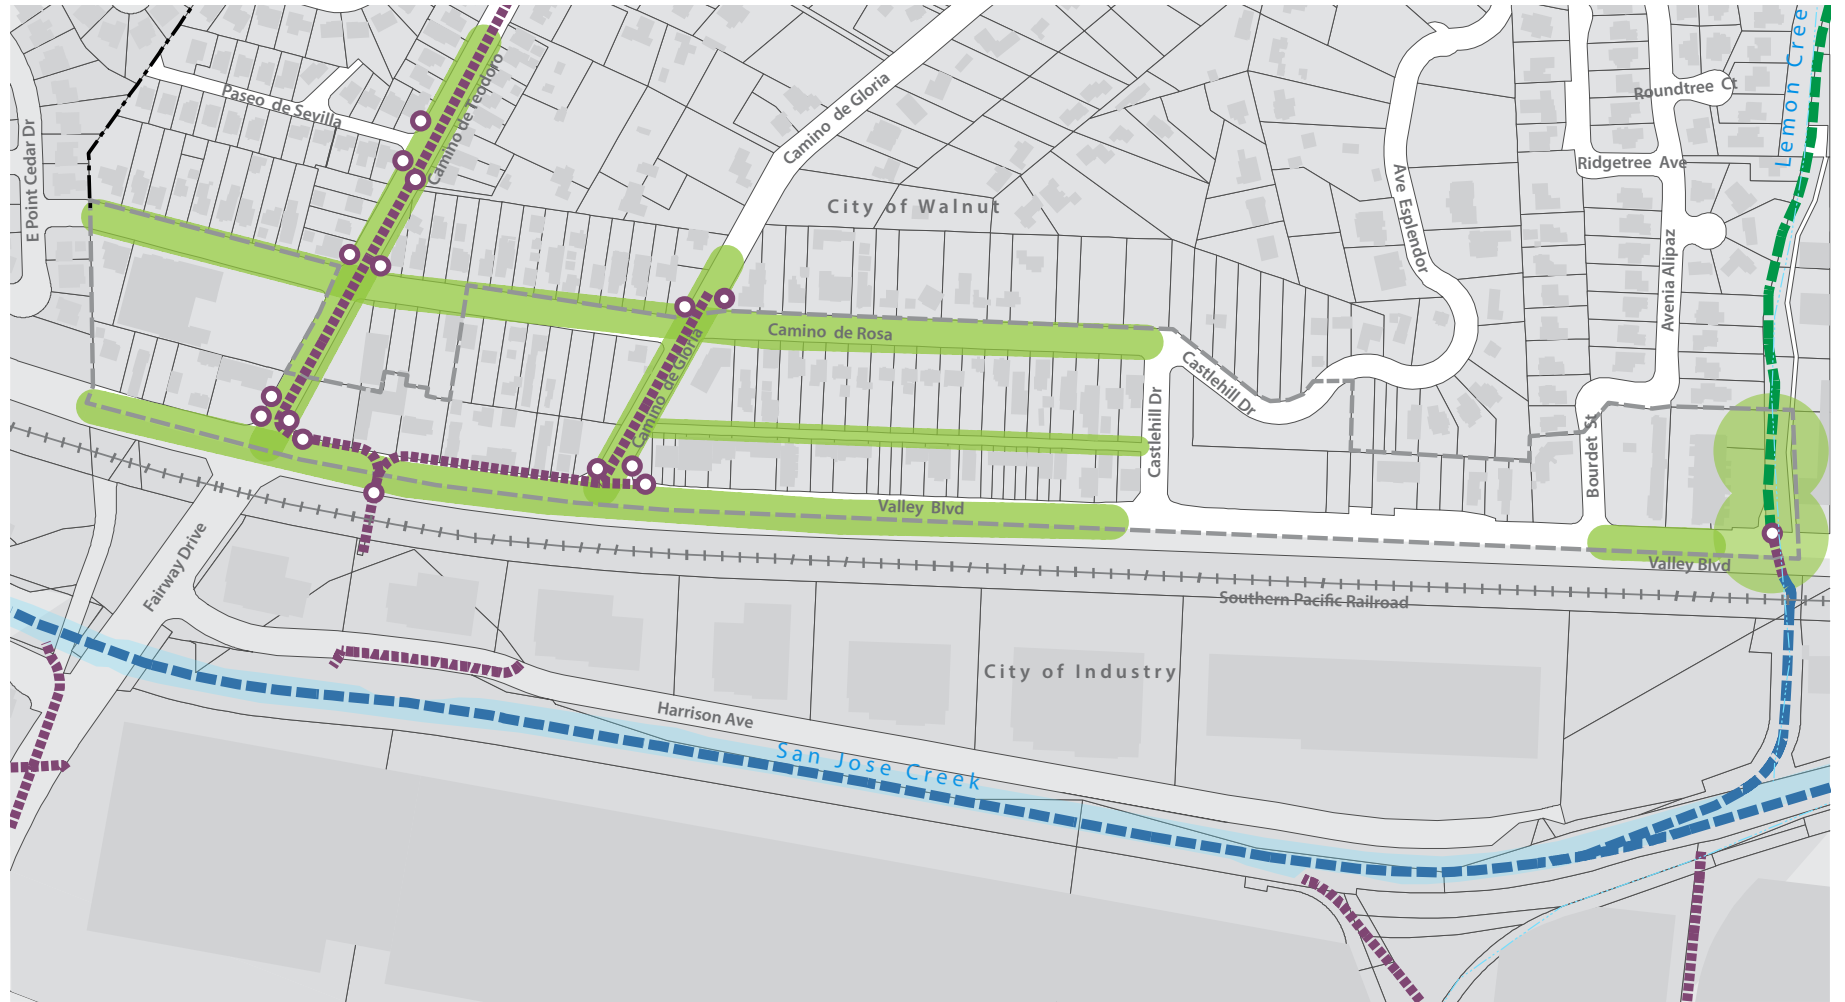 Lemon Cree
Roundtree Ct
Paseo de Sevilla
Camino de Teodoro
Camino de Gloria
E Point Cedar Dr
Ridgetree Ave
City of Walnut
Ave Esplendor
Avenia Alipaz
Camino de Rosa
Camino de Gloria
Castlehill Dr
Castlehill Dr
Bourdet St
Valley Blvd
Valley Blvd
Fairway Drive
Southern Pacific Railroad
City of Industry
Harrison Ave
San Jose Creek